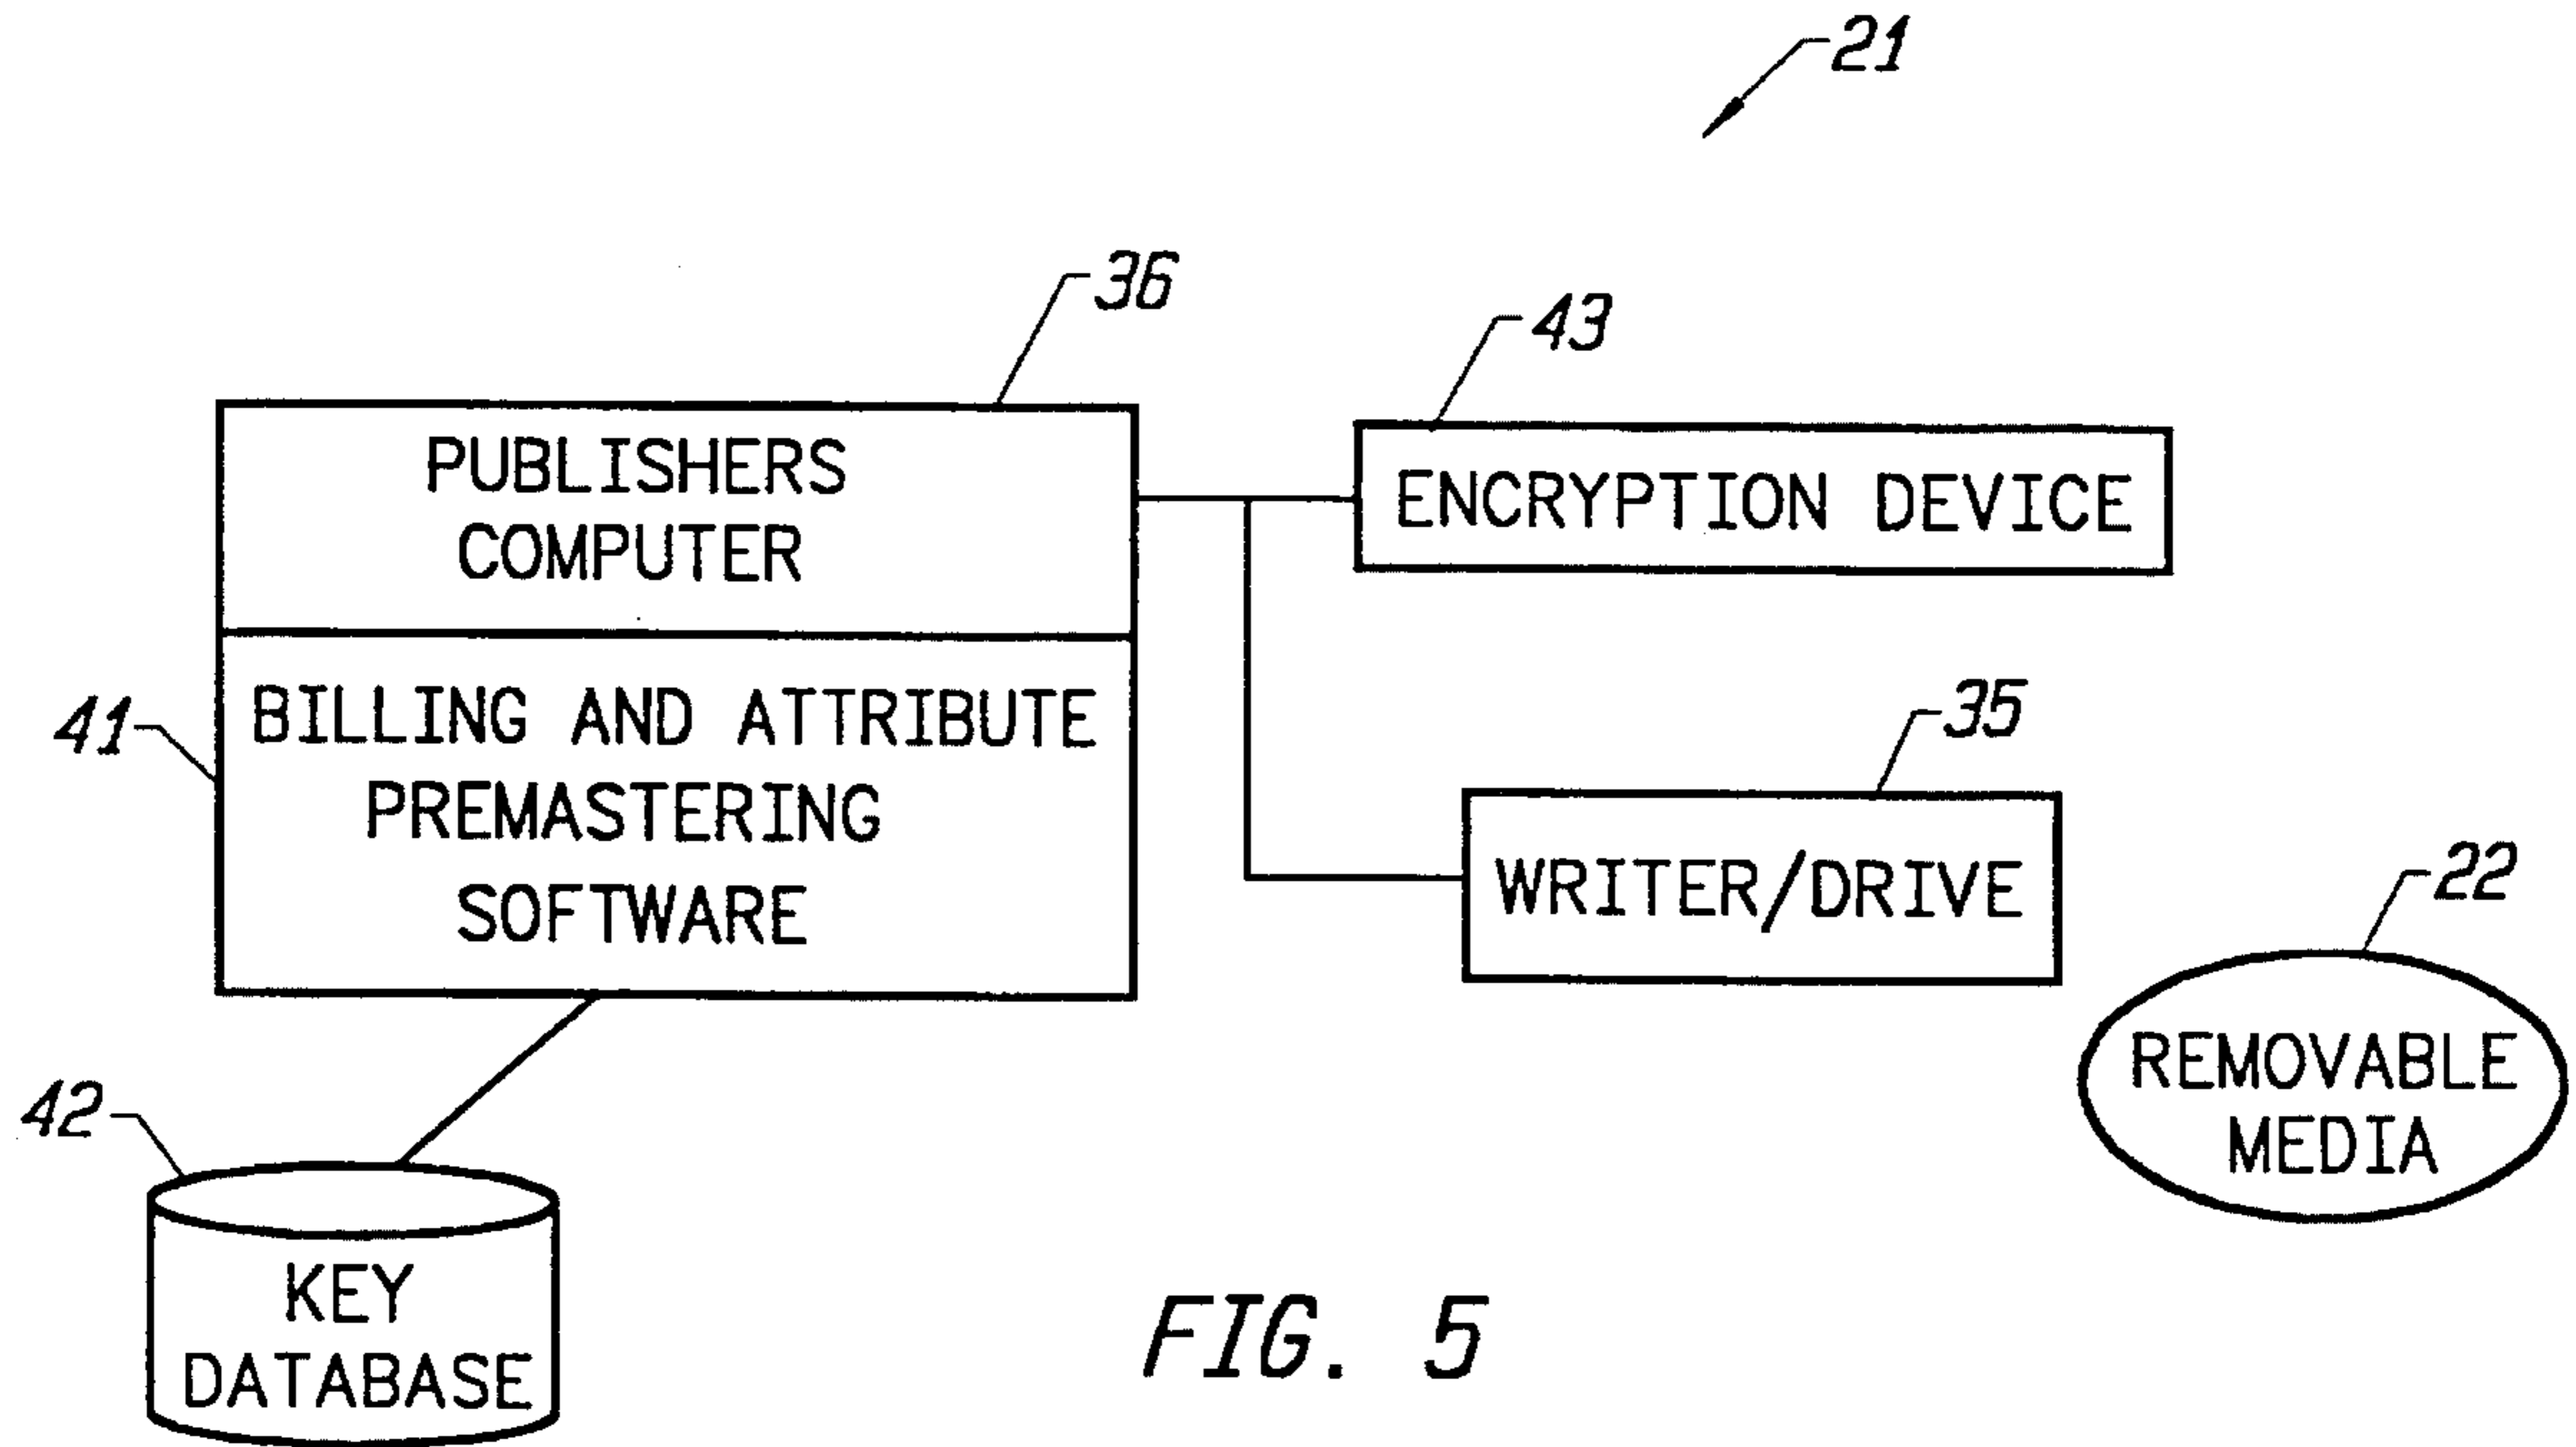 21
36
43
PUBLISHERS
COMPUTER
ENCRYPTION DEVICE
41
BILLING AND ATTRIBUTE
PREMASTERING
SOFTWARE
35
WRITER/DRIVE
22
REMOVABLE
MEDIA
42
KEY
DATABASE
FIG. 5